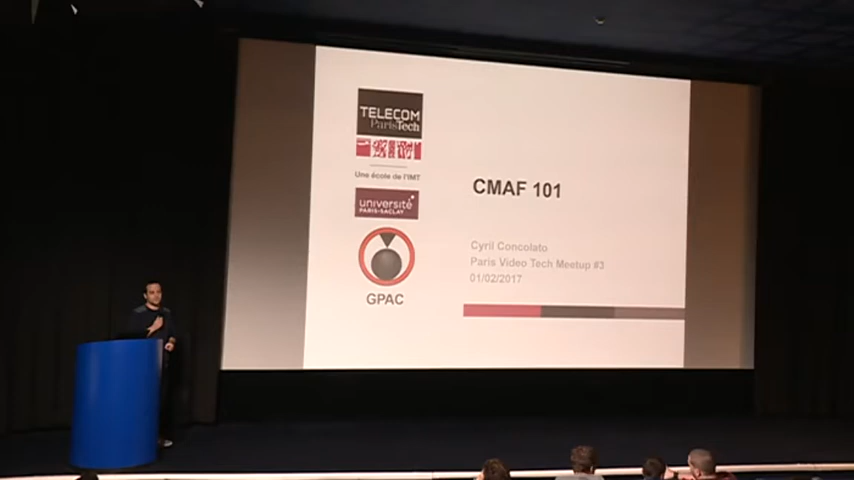 TELECOM
ParisTech
Une école de l'IMT
université
PARIS-SACLAY
GPAC
CMAF 101
Cyril Concolato
Paris Video Tech Meetup #3
01/02/2017